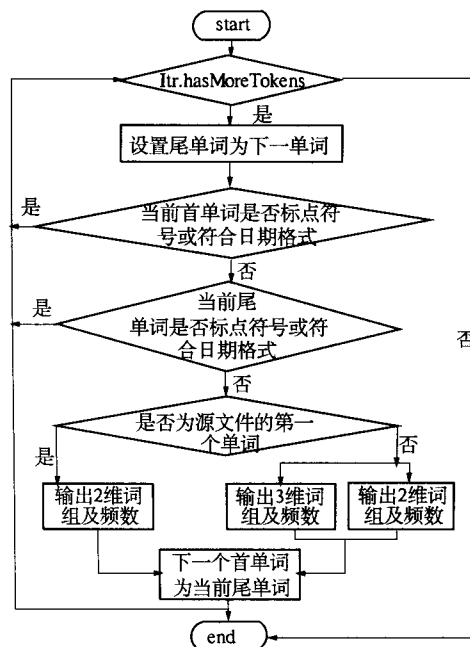 start
Itr.hasMoreTokens
是
设置尾单词为下一单词
是
当前首单词是否标点符
号或符合日期格式
否
是
当前尾
单词是否标点符号或符
合日期格式
否
否
是否为源文件的第一
个单词
是
否
输出2维词
组及频数
输出3维词
组及频数
输出2维词
组及频数
下一个首单词
为当前尾单词
end